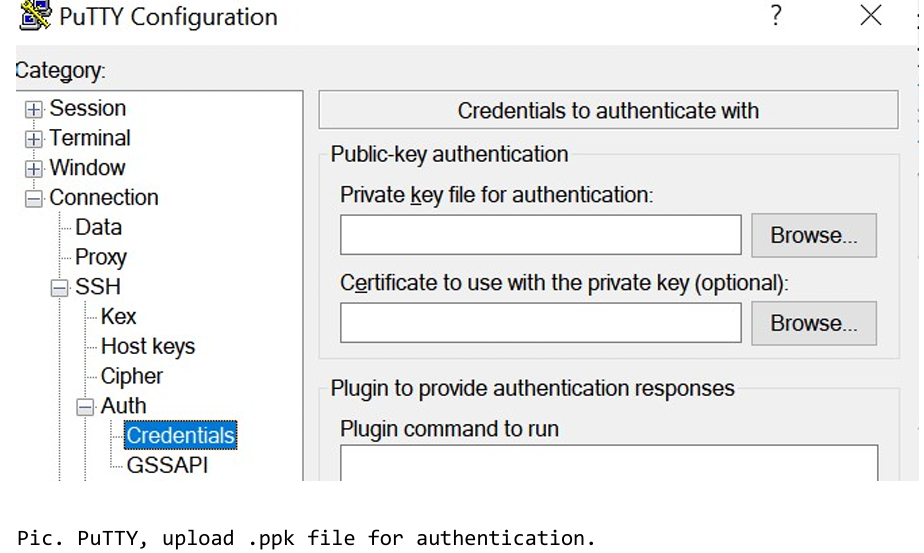 PuTTY Configuration ?
Category:
Session
Terminal
Window
Connection
Data
Proxy
SSH
Kex
Host keys
Cipher
Auth
Credentials
GSSAPI
Credentials to authenticate with
Public-key authentication
Private key file for authentication:
Browse...
Certificate to use with the private key (optional):
Browse...
Plugin to provide authentication responses
Plugin command to run
Pic. PuTTY, upload .ppk file for authentication.